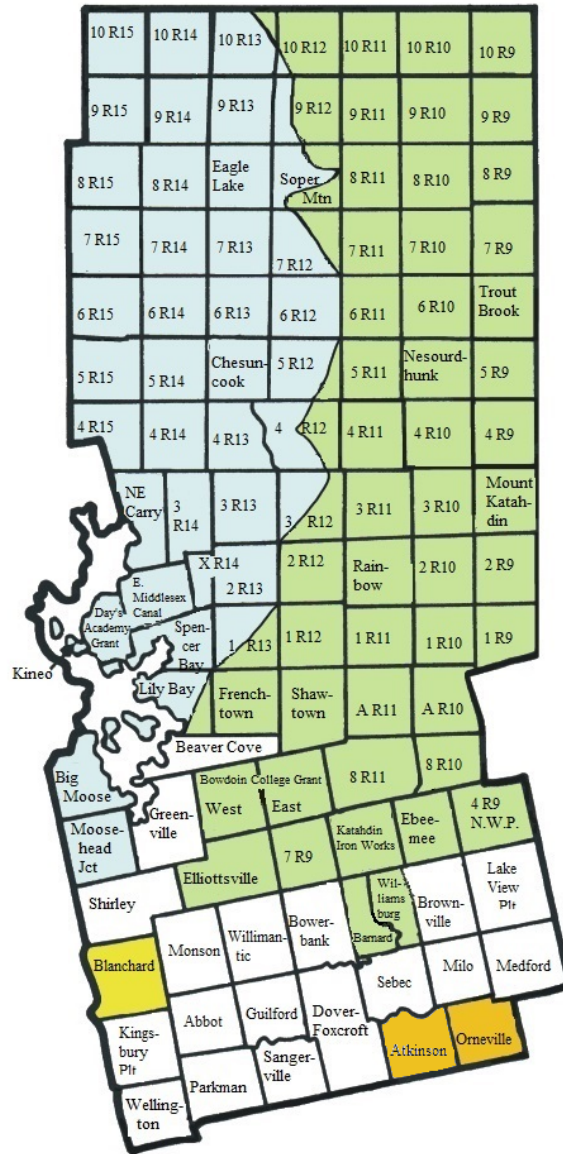 10 R15 10 R14 10 R13 10 R12 10 R11 10 R10 10 R9
9 R15 9 R14 9 R13 9 R12 9 R11 9 R10 9 R9
8 R15 8 R14 Eagle
Lake Soper
Mtn 8 R11 8 R10 8 R9
7 R15 7 R14 7 R13 7 R12 7 R11 7 R10 7 R9
6 R15 6 R14 6 R13 6 R12 6 R11 6 R10 Trout
Brook
5 R15 5 R14 Chesun-
cook 5 R12 5 R11 Nesourd-
hunk 5 R9
4 R15 4 R14 4 R13 4 R12 4 R11 4 R10 4 R9
NE
Carry 3
R14 3 R13 3 R12 3 R11 3 R10 Mount
Katah-
din
X R14
2 R13 2 R12 Rain-
bow 2 R10 2 R9
E.
Middlesex
Canal
Day's
Academy
Grant
Kineo
Spen-
cer
Bay 1 R13 1 R12 1 R11 1 R10 1 R9
Lily Bay French-
town Shaw-
town A R11 A R10
Beaver Cove
Big
Moose Green-
ville Bowdoin College Grant
West East 8 R11 8 R10
Moose-
head
Jct Elliottsville 7 R9 Katahdin
Iron Works Ebee-
mee 4 R9
N.W.P.
Shirley Monson Williman-
tic Bower-
bank Barnard Wil-
liams
burg Brown-
ville Lake
View
Plt
Blanchard Abbot Guilford Dover-
Foxcroft Sebec Milo Medford
Kings-
bury
Plt Parkman Sanger-
ville Atkinson Orneville
Welling-
ton